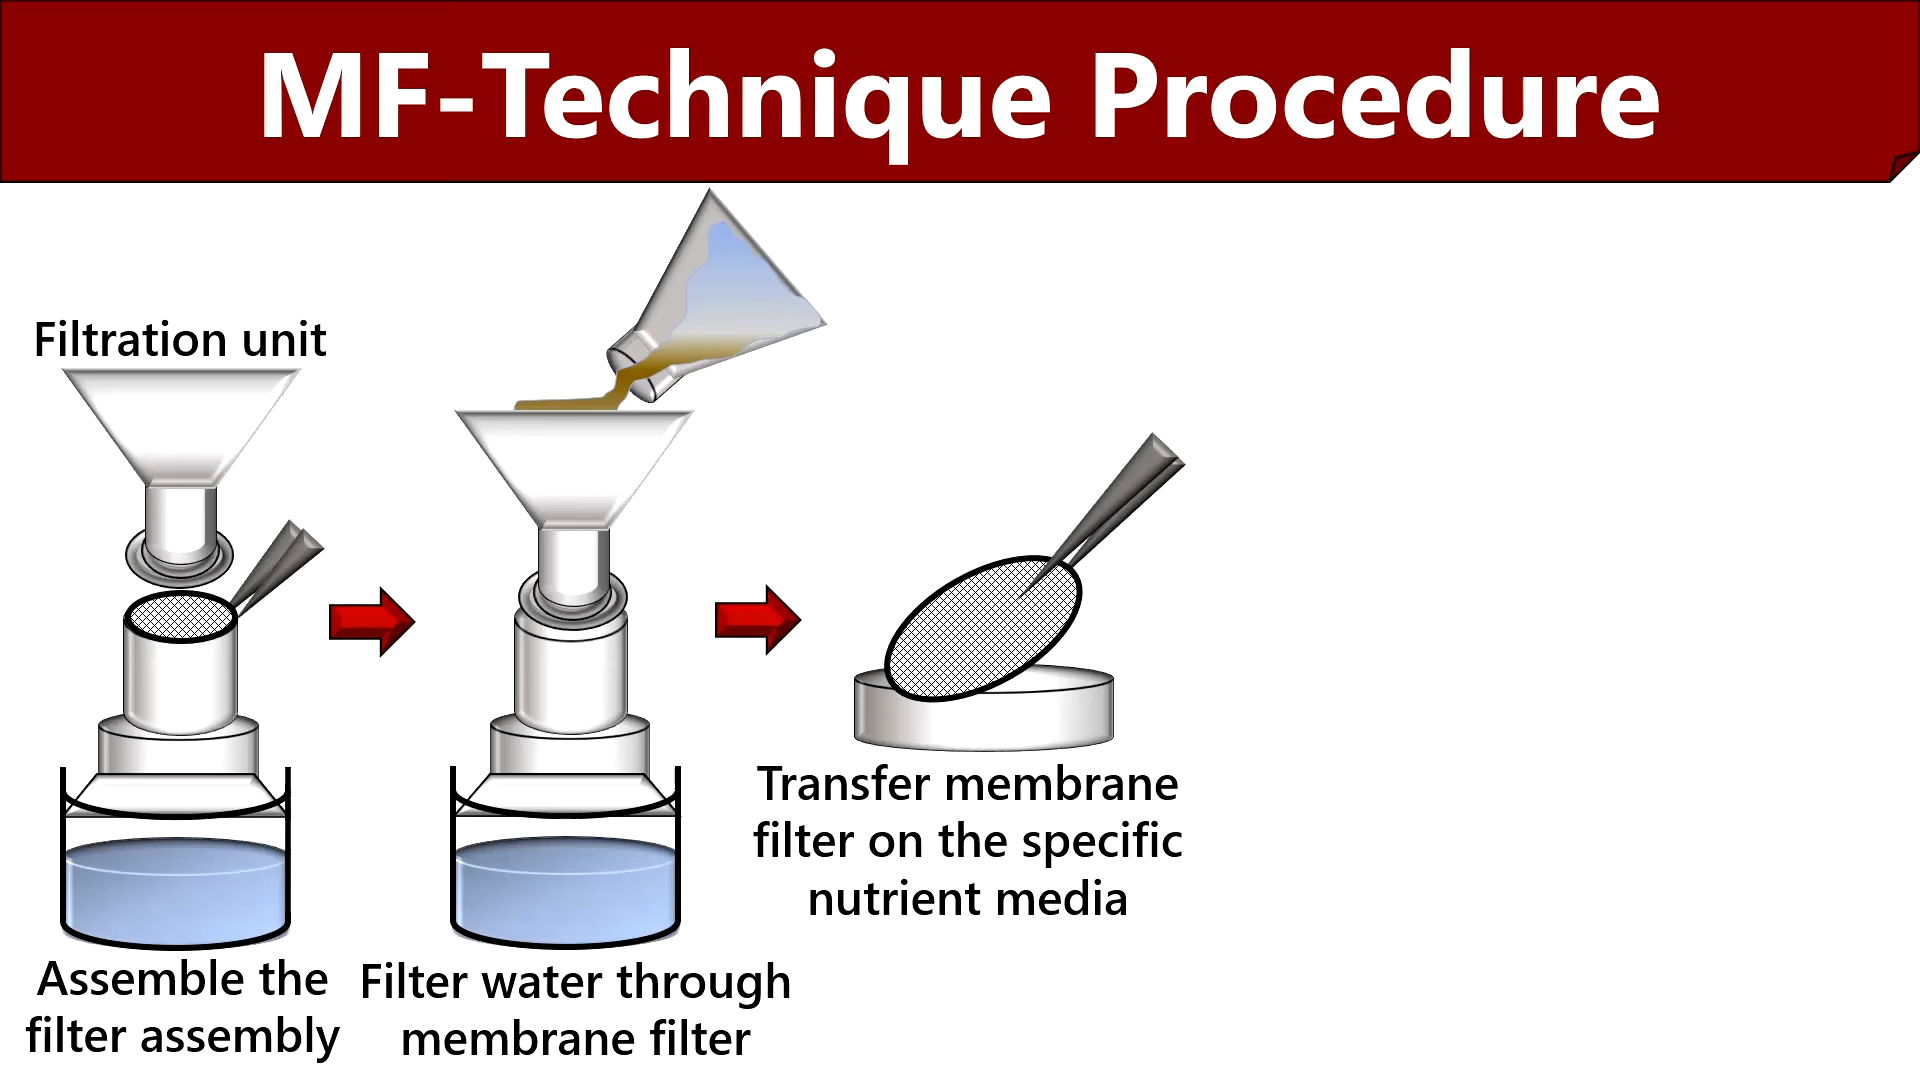 MF-Technique Procedure
Filtration unit
Assemble the
filter assembly
Filter water through
membrane filter
Transfer membrane
filter on the specific
nutrient media